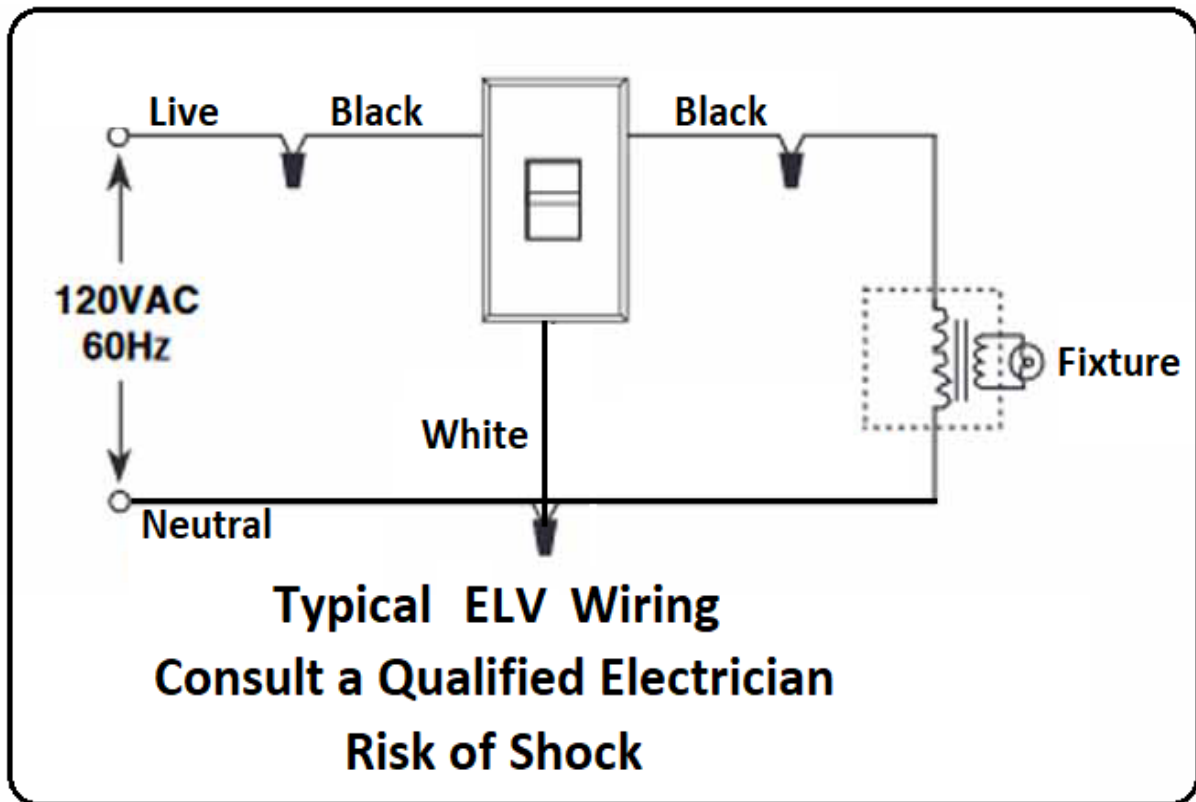 Live
Black
Black
120VAC
60Hz
Fixture
White
Neutral
Typical ELV Wiring
Consult a Qualified Electrician
Risk of Shock